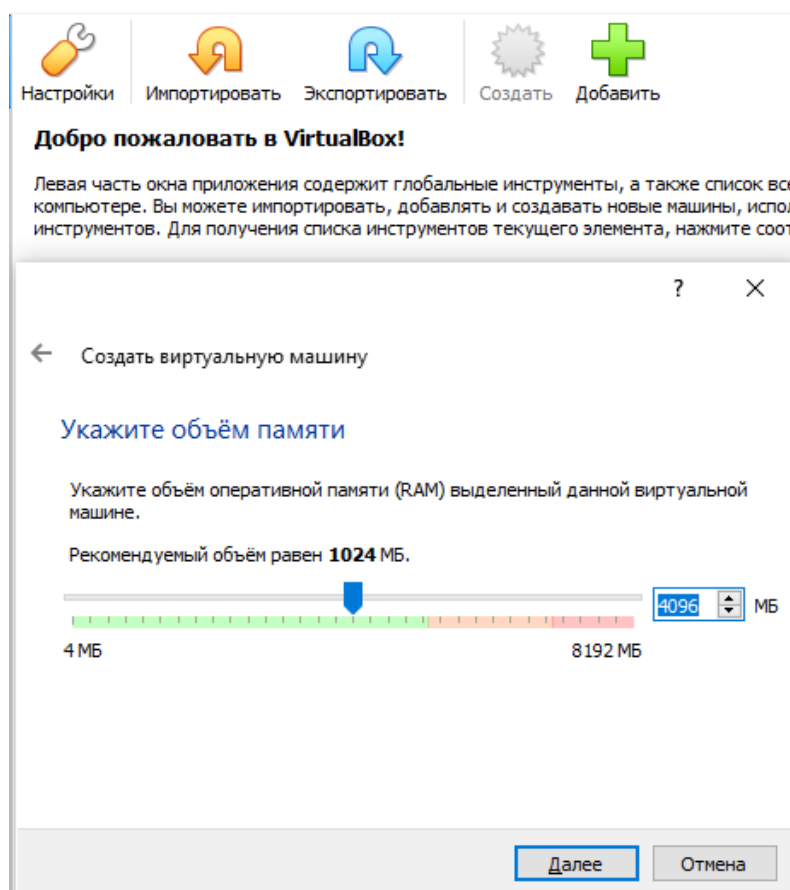 Настройки Импортировать Экспортировать Создать Добавить
Добро пожаловать в VirtualBox!
Левая часть окна приложения содержит глобальные инструменты, а также список
компьютере. Вы можете импортировать, добавлять и создавать новые машины,
инструментов. Для получения списка инструментов текущего элемента, нажмите
?
Создать виртуальную машину
Укажите объём памяти
Укажите объём оперативной памяти (RAM) выделенный данной виртуальной
машине.
Рекомендуемый объём равен 1024 МБ.
4096 МБ
4 МБ 8192 МБ
Далее Отмена